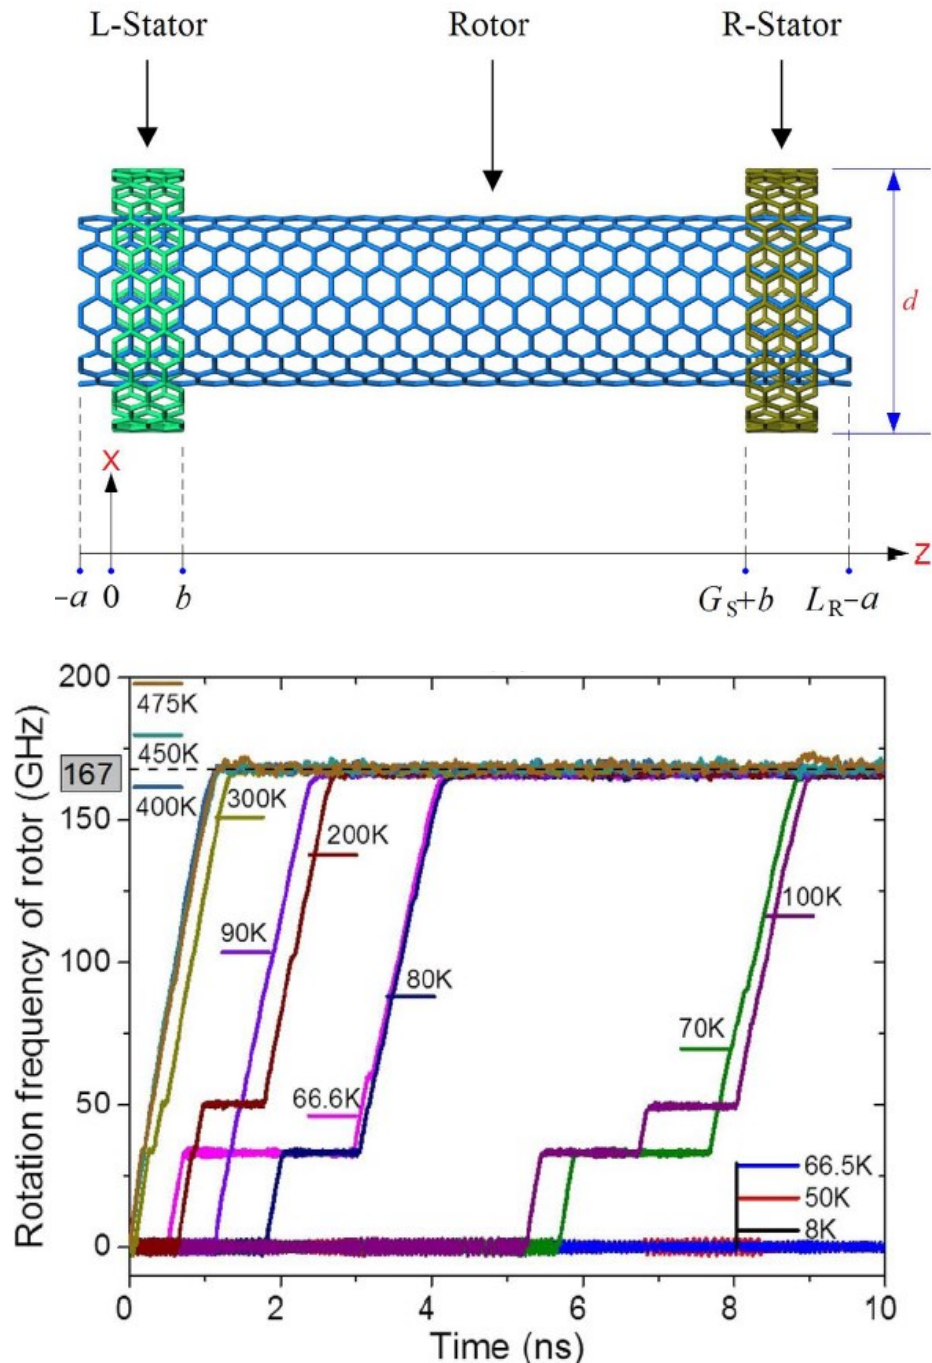 L-Stator Rotor R-Stator
d
X
Z
-a 0 b G_S+b L_R-a
Rotation frequency of rotor (GHz)
200
475K
450K
167
400K
300K
150
200K
100K
90K
100
80K
70K
66.6K
50
66.5K
50K
8K
0
0 2 4 6 8 10
Time (ns)